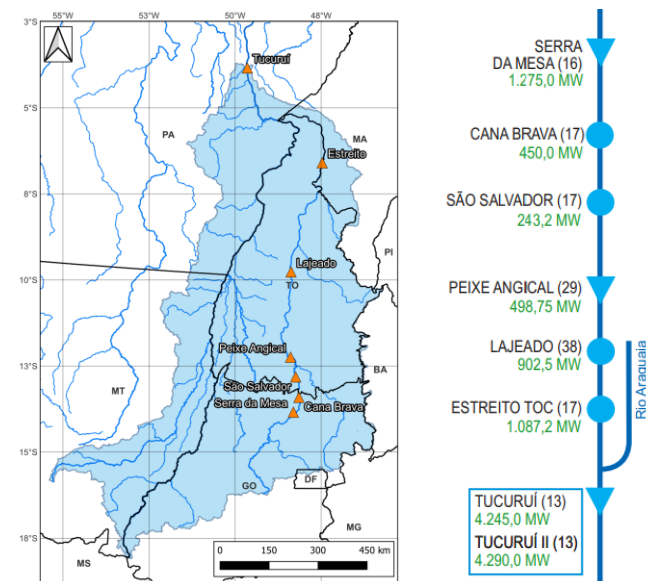 55°W
52°W
50°W
48°W
3°S
5°S
8°S
10°S
13°S
15°S
18°S
Tucuruí
PA
MA
Estreito
PI
Lajeado
TO
Peixe Angical
BA
MT
São Salvador
Serra da Mesa
Cana Brava
GO
DF
MG
MS
0 150 300 450 km
SERRA
DA MESA (16)
1.275,0 MW
CANA BRAVA (17)
450,0 MW
SÃO SALVADOR (17)
243,2 MW
PEIXE ANGICAL (29)
498,75 MW
LAJEADO (38)
902,5 MW
Rio Araguaia
ESTREITO TOC (17)
1.087,2 MW
TUCURUÍ (13)
4.245,0 MW
TUCURUÍ II (13)
4.290,0 MW